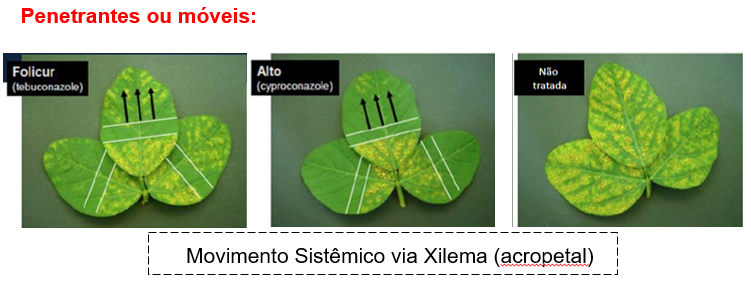 Penetrantes ou móveis:
Folicur
(tebuconazole)
Alto
(cyproconazole)
Não
tratada
Movimento Sistêmico via Xilema (acropetal)